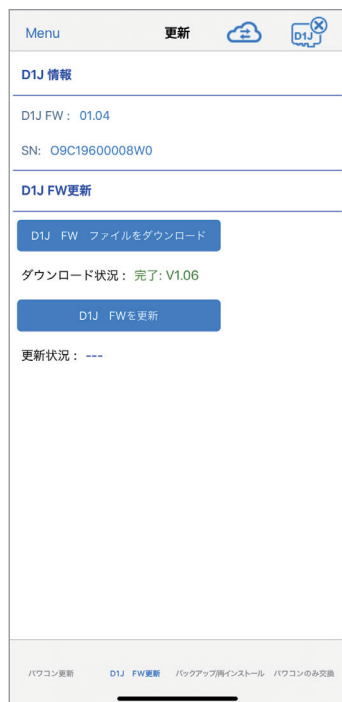 Menu 更新 D1J
D1J 情報
D1J FW： 01.04
SN: O9C19600008W0
D1J FW更新
D1J　FW　ファイルをダウンロード
ダウンロード状況： 完了: V1.06
D1J　FWを更新
更新状況： ---
パワコン更新 D1J　FW更新 バックアップ/再インストール パワコンのみ交換